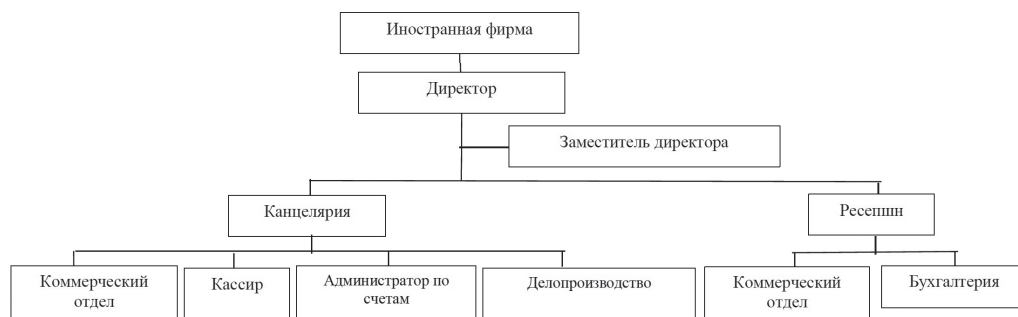 Иностранная фирма
Директор
Заместитель директора
Канцелярия
Ресепшн
Коммерческий
отдел
Кассир
Администратор по
счетам
Делопроизводство
Коммерческий
отдел
Бухгалтерия